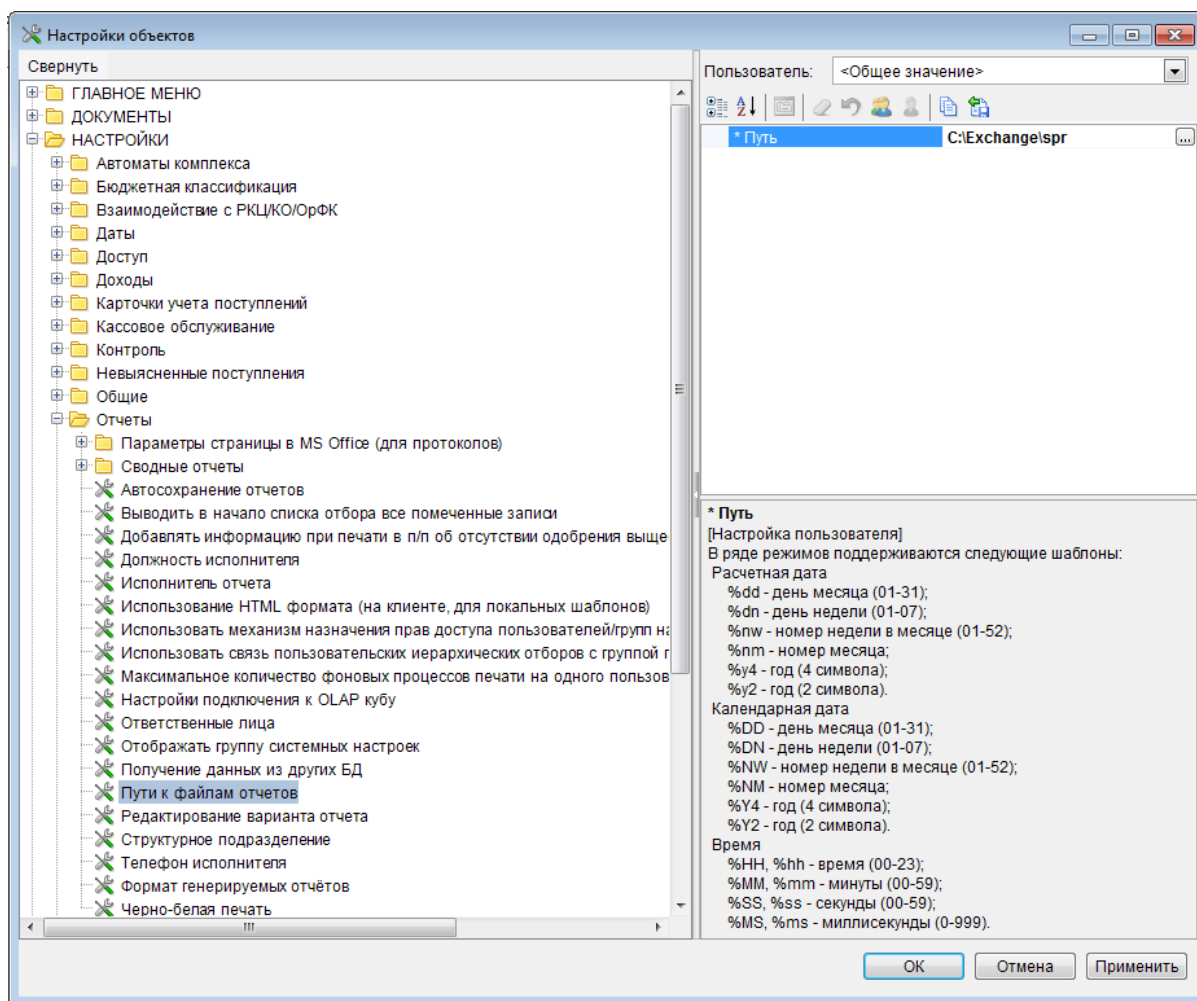 Настройки объектов
Свернуть
ГЛАВНОЕ МЕНЮ
ДОКУМЕНТЫ
НАСТРОЙКИ
Автоматы комплекса
Бюджетная классификация
Взаимодействие с РКЦ/КО/ОрФК
Даты
Доступ
Доходы
Карточки учета поступлений
Кассовое обслуживание
Контроль
Невыясненные поступления
Общие
Отчеты
Параметры страницы в MS Office (для протоколов)
Сводные отчеты
Автосохранение отчетов
Выводить в начало списка отбора все помеченные записи
Добавлять информацию при печати в п/п об отсутствии одобрения выше
Должность исполнителя
Исполнитель отчета
Использование HTML формата (на клиенте, для локальных шаблонов)
Использовать механизм назначения прав доступа пользователей/групп на
Использовать связь пользовательских иерархических отборов с группой г
Максимальное количество фоновых процессов печати на одного пользов
Настройки подключения к OLAP кубу
Ответственные лица
Отображать группу системных настроек
Получение данных из других БД
Пути к файлам отчетов
Редактирование варианта отчета
Структурное подразделение
Телефон исполнителя
Формат генерируемых отчётов
Черно-белая печать
Пользователь: <Общее значение>
* Путь C:\Exchange\spr ...
* Путь
[Настройка пользователя]
В ряде режимов поддерживаются следующие шаблоны:
Расчетная дата
%dd - день месяца (01-31);
%dn - день недели (01-07);
%nw - номер недели в месяце (01-52);
%nm - номер месяца;
%y4 - год (4 символа);
%y2 - год (2 символа).
Календарная дата
%DD - день месяца (01-31);
%DN - день недели (01-07);
%NW - номер недели в месяце (01-52);
%NM - номер месяца;
%Y4 - год (4 символа);
%Y2 - год (2 символа).
Время
%HH, %hh - время (00-23);
%MM, %mm - минуты (00-59);
%SS, %ss - секунды (00-59);
%MS, %ms - миллисекунды (0-999).
ОК Отмена Применить